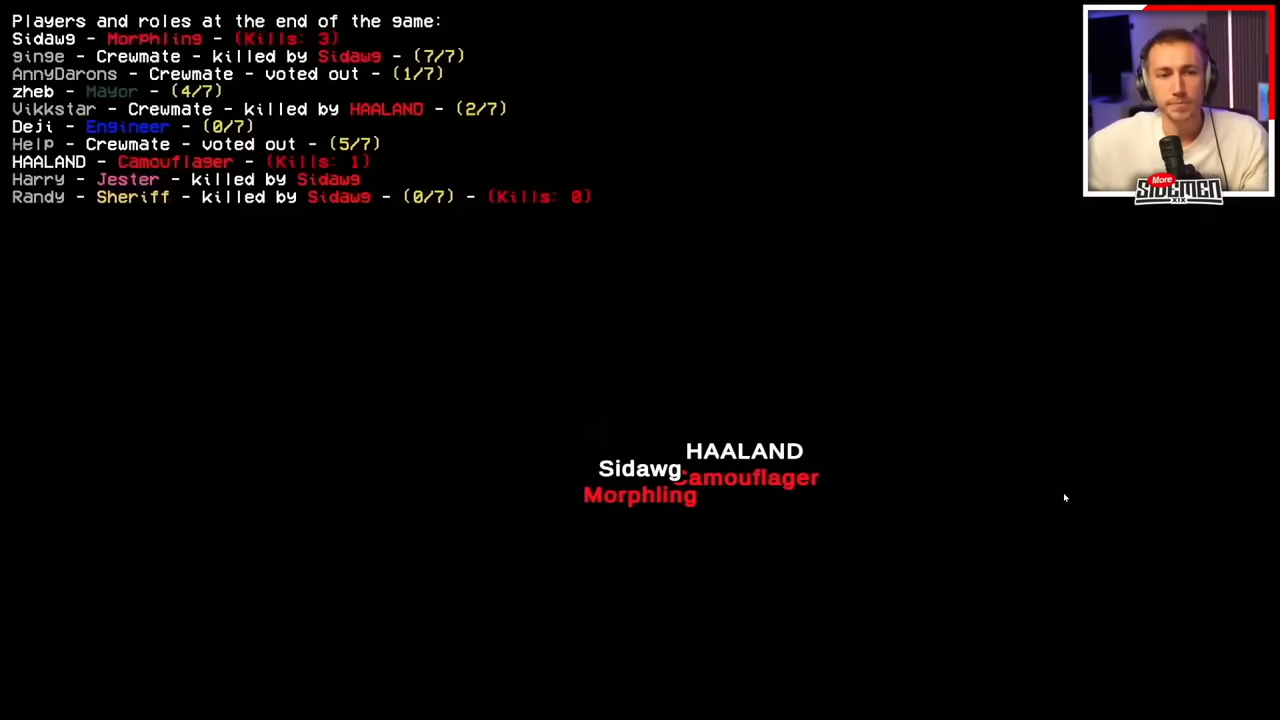 Players and roles at the end of the game:
Sidawg - Morphling - (Kills: 3)
ginge - Crewmate - killed by Sidawg - (7/7)
AnnyDarons - Crewmate - voted out - (1/7)
zheb - Mayor - (4/7)
Vikkstar - Crewmate - killed by HAALAND - (2/7)
Deji - Engineer - (0/7)
Help - Crewmate - voted out - (5/7)
HAALAND - Camouflager - (Kills: 1)
Harry - Jester - killed by Sidawg
Randy - Sheriff - killed by Sidawg - (0/7) - (Kills: 0)
More
SIDEMEN
XIX
HAALAND
Camouflager
Sidawg
Morphling